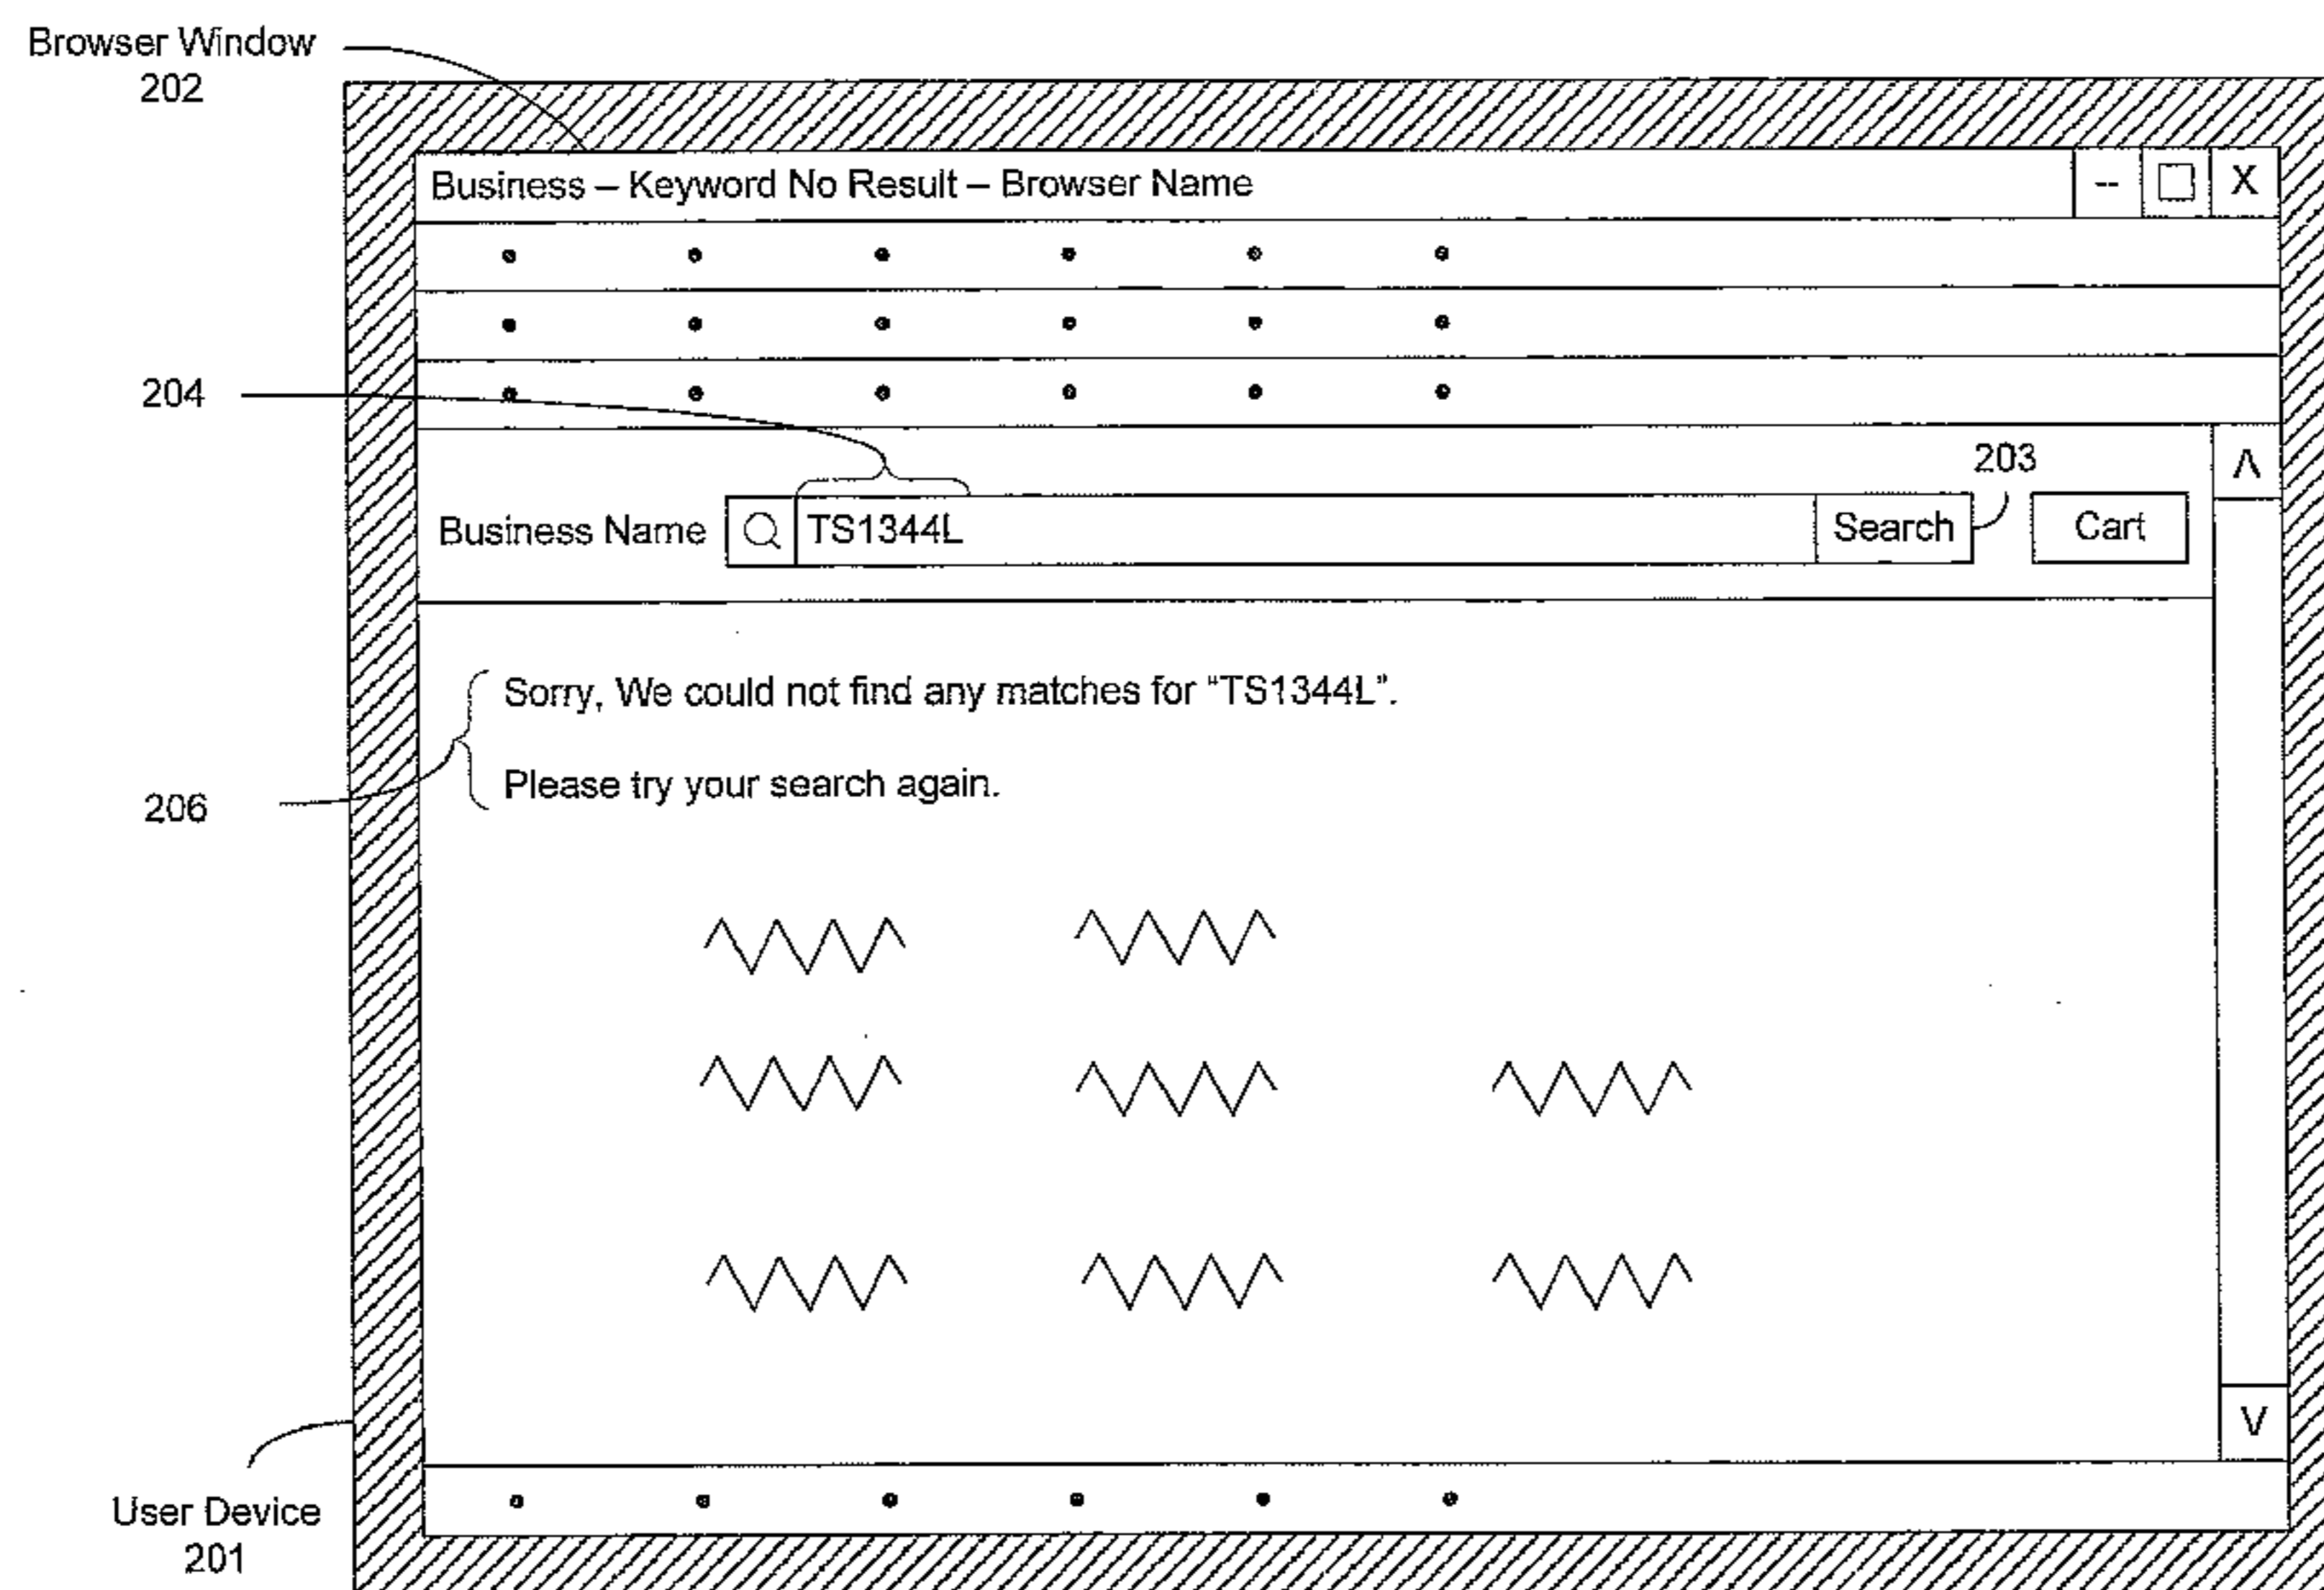 Browser Window
202
Business – Keyword No Result – Browser Name
-- X
204
203
Λ
Business Name TS1344L Search Cart
Sorry, We could not find any matches for “TS1344L”.
Please try your search again.
206
V
User Device
201